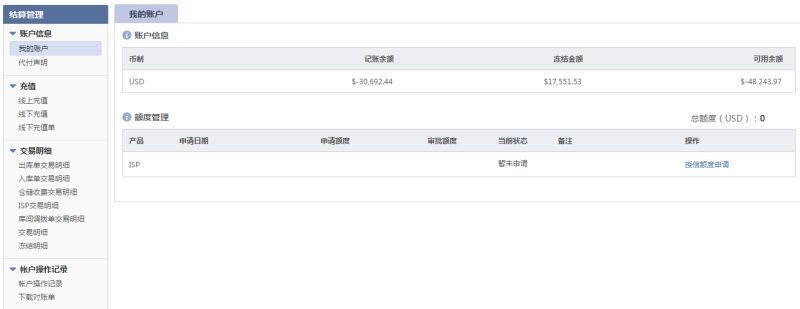 结算管理
账户信息
我的账户
代付声明
充值
线上充值
线下充值
线下充值单
交易明细
出库单交易明细
入库单交易明细
仓储收费交易明细
ISP交易明细
库间调拨单交易明细
交易明细
冻结明细
帐户操作记录
帐户操作记录
下载对账单
我的账户
账户信息
币制 记账余额 冻结金额 可用余额
USD $-30,692.44 $17,551.53 $-48,243.97
额度管理 总额度（USD）：0
产品 申请日期 申请额度 审批额度 当前状态 备注 操作
ISP 暂未申请 授信额度申请